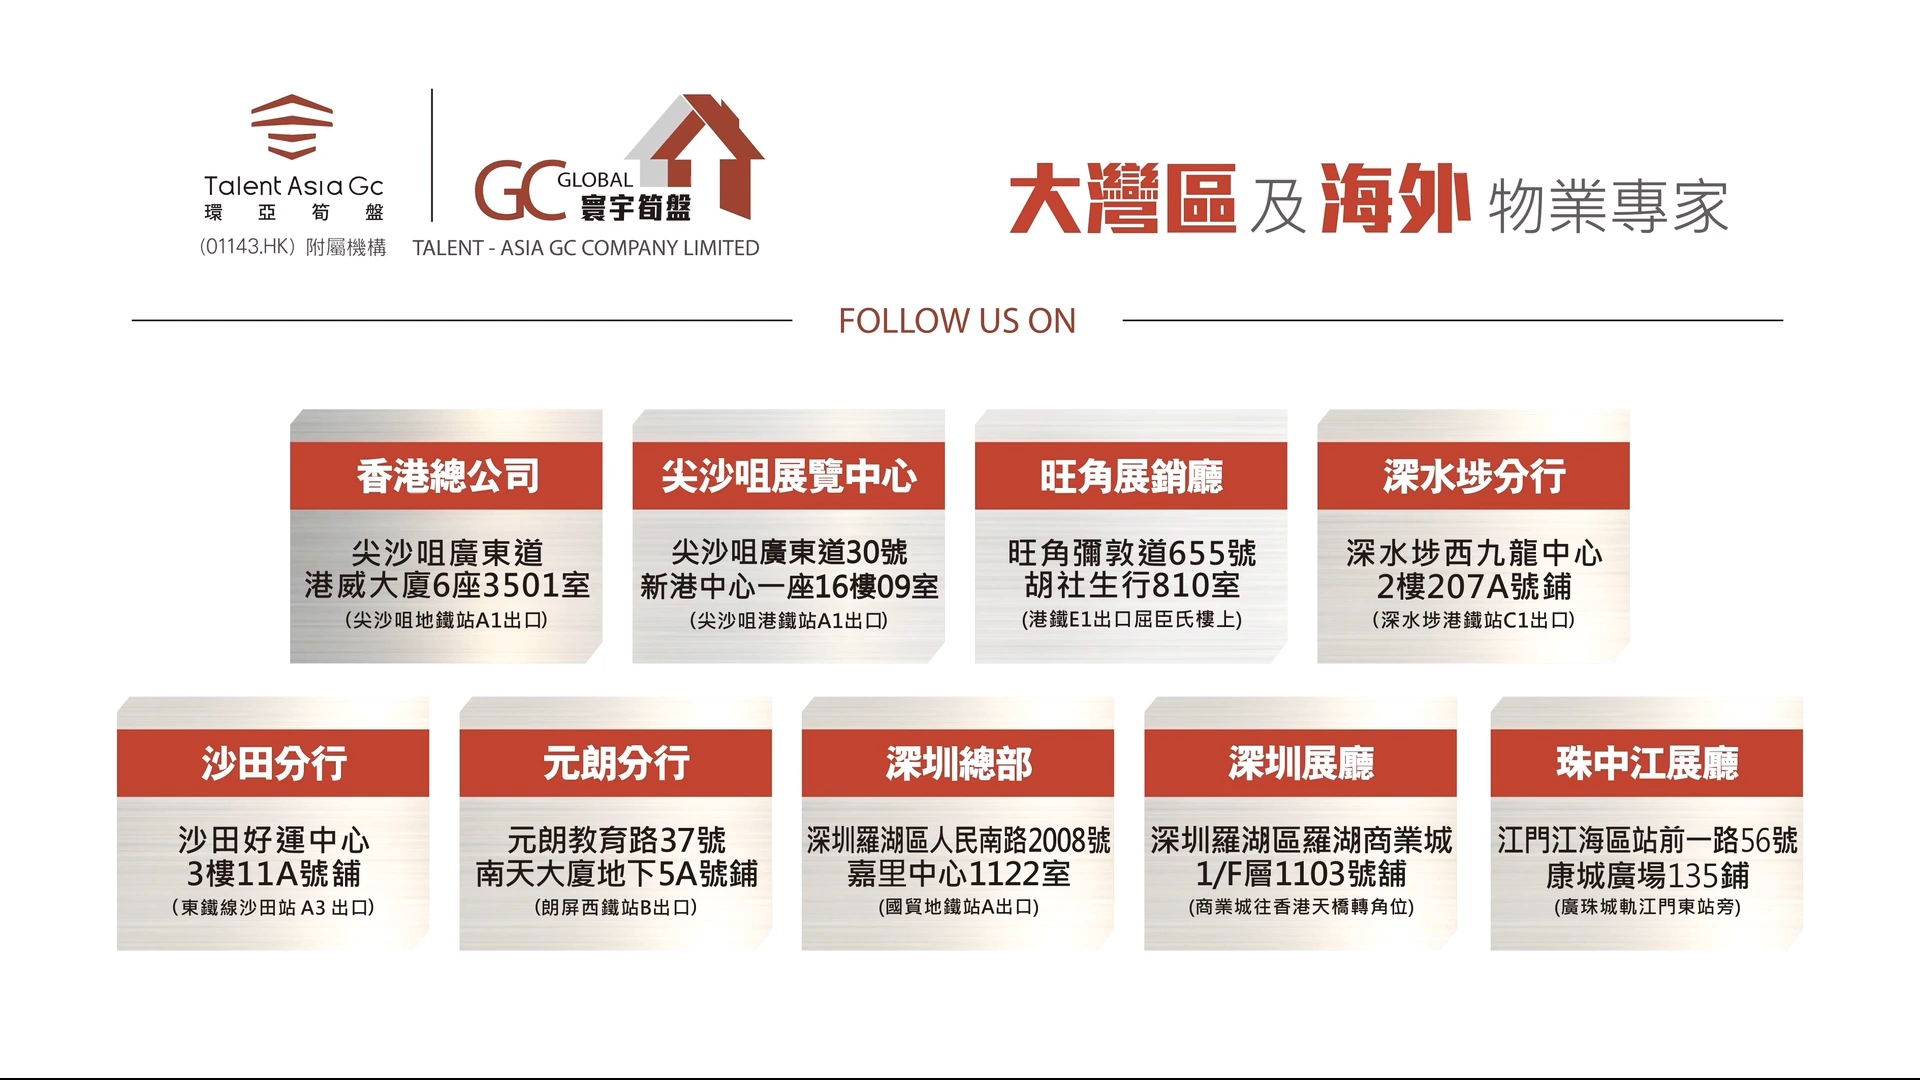 Talent Asia Gc
環亞筍盤
(01143.HK) 附屬機構
GC GLOBAL
寰宇筍盤
TALENT - ASIA GC COMPANY LIMITED
大灣區及海外物業專家
FOLLOW US ON
香港總公司
尖沙咀廣東道
港威大廈6座3501室
(尖沙咀地鐵站A1出口)
尖沙咀展覽中心
尖沙咀廣東道30號
新港中心一座16樓09室
(尖沙咀港鐵站A1出口)
旺角展銷廳
旺角彌敦道655號
胡社生行810室
(港鐵E1出口屈臣氏樓上)
深水埗分行
深水埗西九龍中心
2樓207A號鋪
(深水埗港鐵站C1出口)
沙田分行
沙田好運中心
3樓11A號舖
(東鐵線沙田站 A3 出口)
元朗分行
元朗教育路37號
南天大廈地下5A號鋪
(朗屏西鐵站B出口)
深圳總部
深圳羅湖區人民南路2008號
嘉里中心1122室
(國貿地鐵站A出口)
深圳展廳
深圳羅湖區羅湖商業城
1/F層1103號舖
(商業城往香港天橋轉角位)
珠中江展廳
江門江海區站前一路56號
康城廣場135鋪
(廣珠城軌江門東站旁)